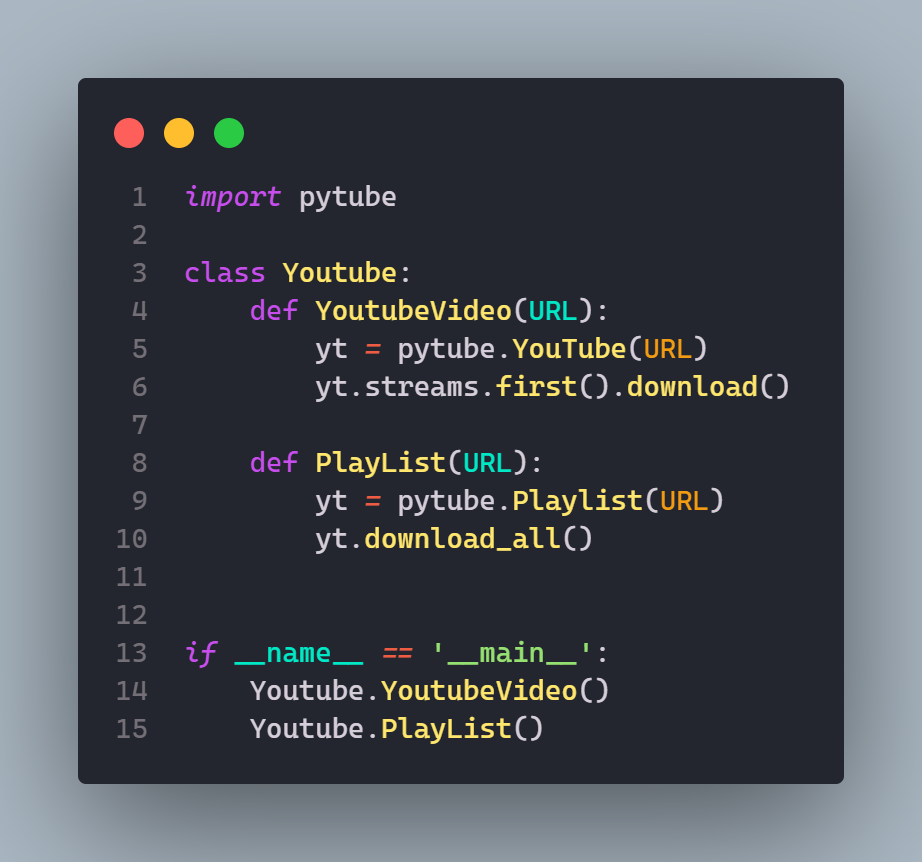 1 import pytube
2
3 class Youtube:
4     def YoutubeVideo(URL):
5         yt = pytube.YouTube(URL)
6         yt.streams.first().download()
7
8     def PlayList(URL):
9         yt = pytube.Playlist(URL)
10         yt.download_all()
11
12
13 if __name__ == '__main__':
14     Youtube.YoutubeVideo()
15     Youtube.PlayList()